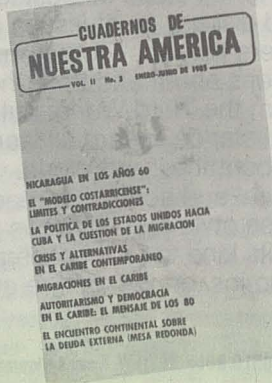 CUADERNOS DE
NUESTRA AMERICA
VOL. II No. 3 ENERO-JUNIO DE 1985
NICARAGUA EN LOS AÑOS 60
EL "MODELO COSTARRICENSE":
LIMITES Y CONTRADICCIONES
LA POLITICA DE LOS ESTADOS UNIDOS HACIA
CUBA Y LA CUESTION DE LA MIGRACION
CRISIS Y ALTERNATIVAS
EN EL CARIBE CONTEMPORANEO
MIGRACIONES EN EL CARIBE
AUTORITARISMO Y DEMOCRACIA
EN EL CARIBE: EL MENSAJE DE LOS 80
EL ENCUENTRO CONTINENTAL SOBRE
LA DEUDA EXTERNA (MESA REDONDA)